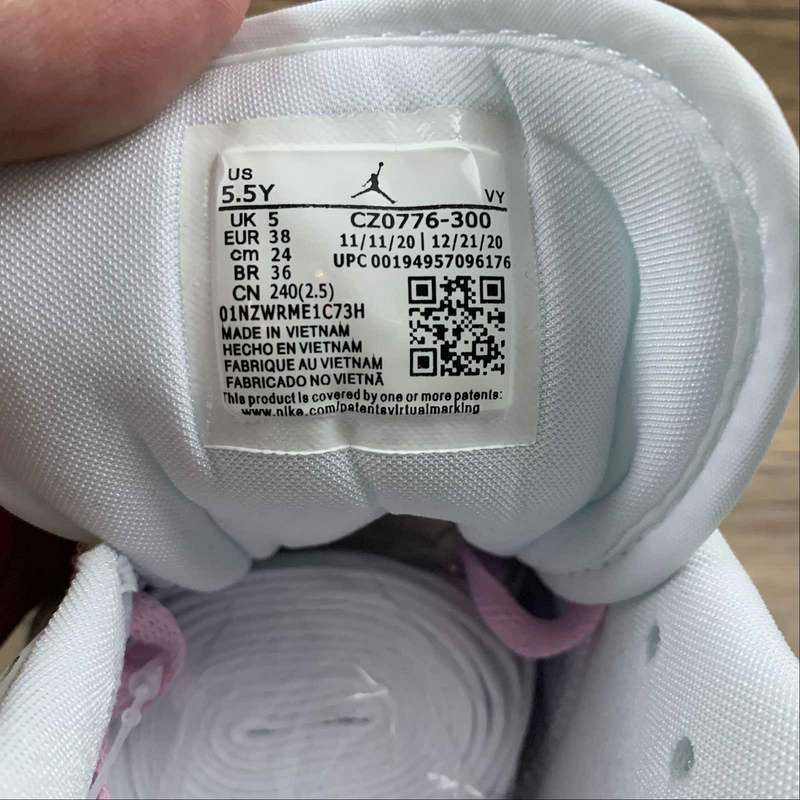 US
5.5Y
VY
UK 5
EUR 38
cm 24
BR 36
CN 240(2.5)
CZ0776-300
11/11/20 | 12/21/20
UPC 00194957096176
01NZWRME1C73H
MADE IN VIETNAM
HECHO EN VIETNAM
FABRIQUE AU VIETNAM
FABRICADO NO VIETNÃ
This product is covered by one or more patents:
www.nike.com/patentsvirtualmarking